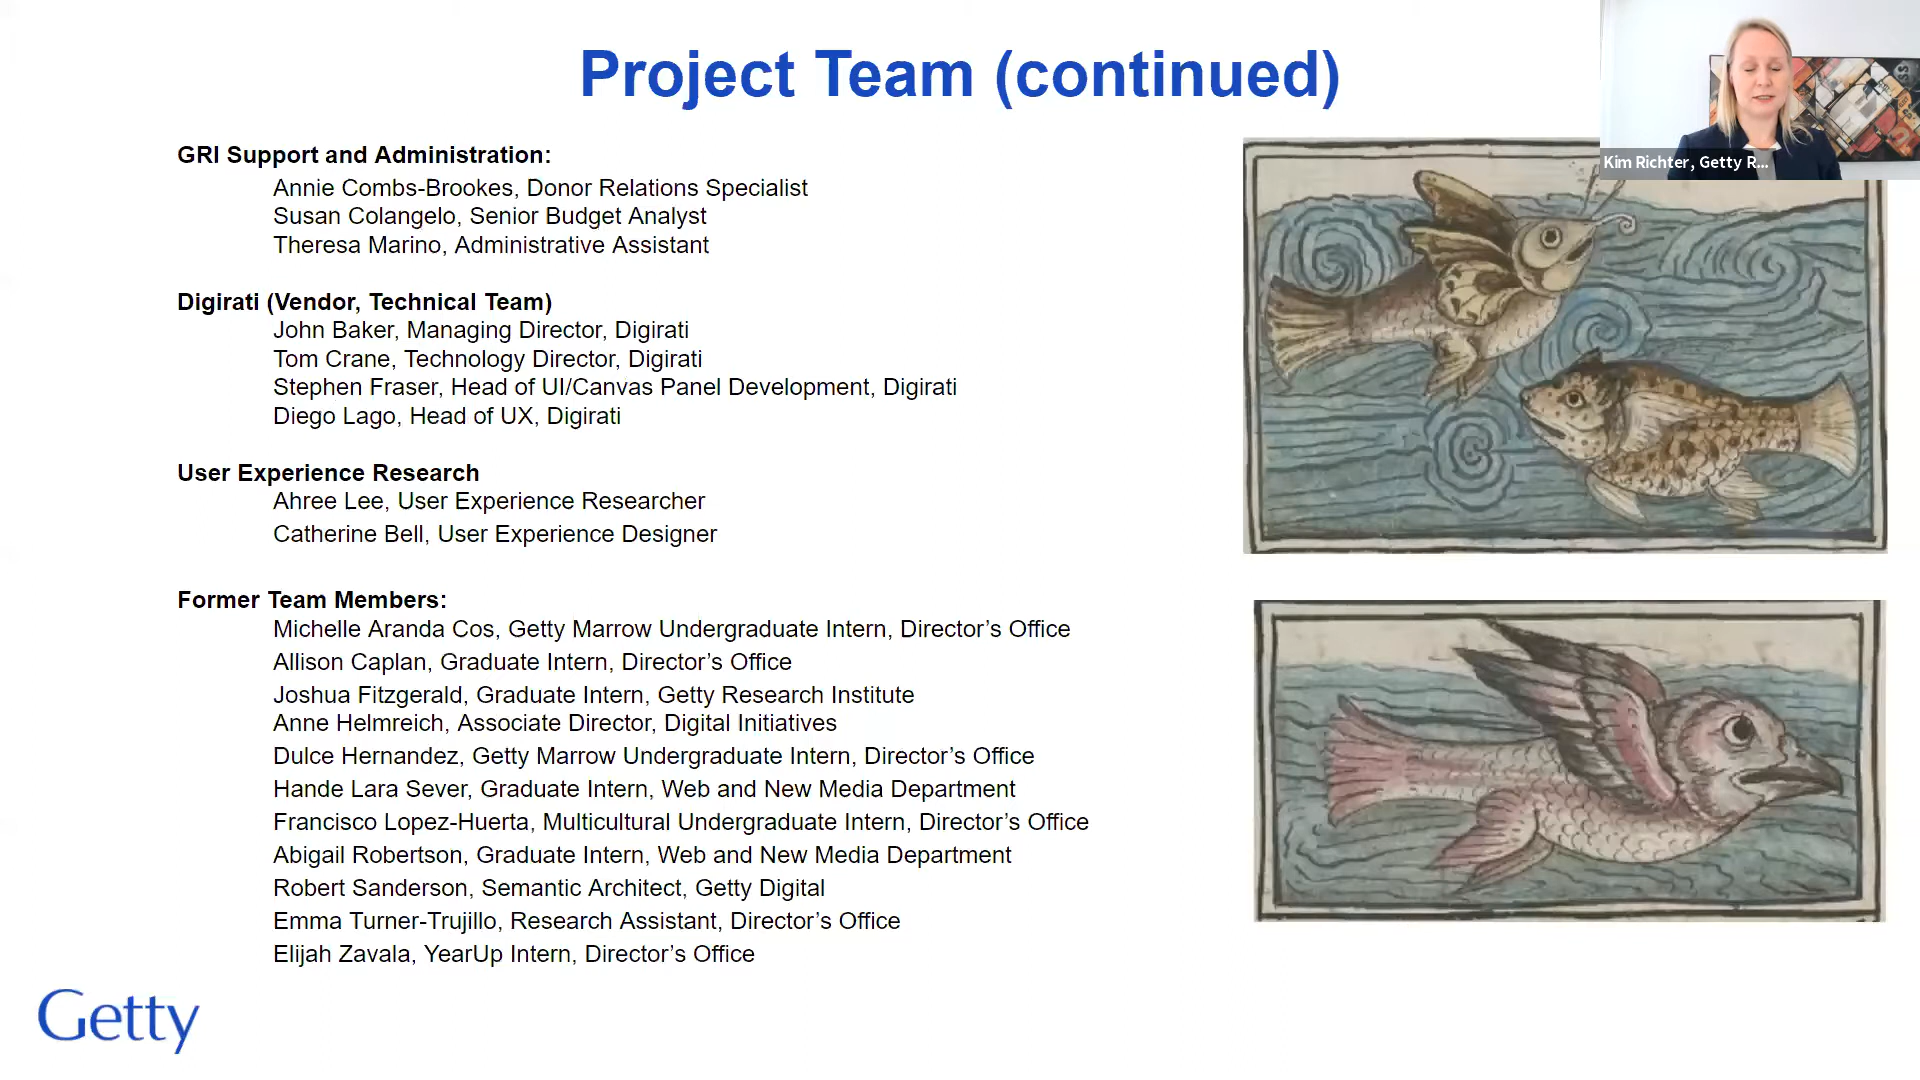 Project Team (continued)
Kim Richter, Getty R...
GRI Support and Administration:
Annie Combs-Brookes, Donor Relations Specialist
Susan Colangelo, Senior Budget Analyst
Theresa Marino, Administrative Assistant
Digirati (Vendor, Technical Team)
John Baker, Managing Director, Digirati
Tom Crane, Technology Director, Digirati
Stephen Fraser, Head of UI/Canvas Panel Development, Digirati
Diego Lago, Head of UX, Digirati
User Experience Research
Ahree Lee, User Experience Researcher
Catherine Bell, User Experience Designer
Former Team Members:
Michelle Aranda Cos, Getty Marrow Undergraduate Intern, Director’s Office
Allison Caplan, Graduate Intern, Director’s Office
Joshua Fitzgerald, Graduate Intern, Getty Research Institute
Anne Helmreich, Associate Director, Digital Initiatives
Dulce Hernandez, Getty Marrow Undergraduate Intern, Director’s Office
Hande Lara Sever, Graduate Intern, Web and New Media Department
Francisco Lopez-Huerta, Multicultural Undergraduate Intern, Director’s Office
Abigail Robertson, Graduate Intern, Web and New Media Department
Robert Sanderson, Semantic Architect, Getty Digital
Emma Turner-Trujillo, Research Assistant, Director’s Office
Elijah Zavala, YearUp Intern, Director’s Office
Getty